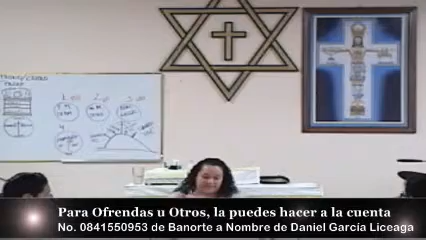 Para Ofrendas u Otros, la puedes hacer a la cuenta
No. 0841550953 de Banorte a Nombre de Daniel García Liceaga